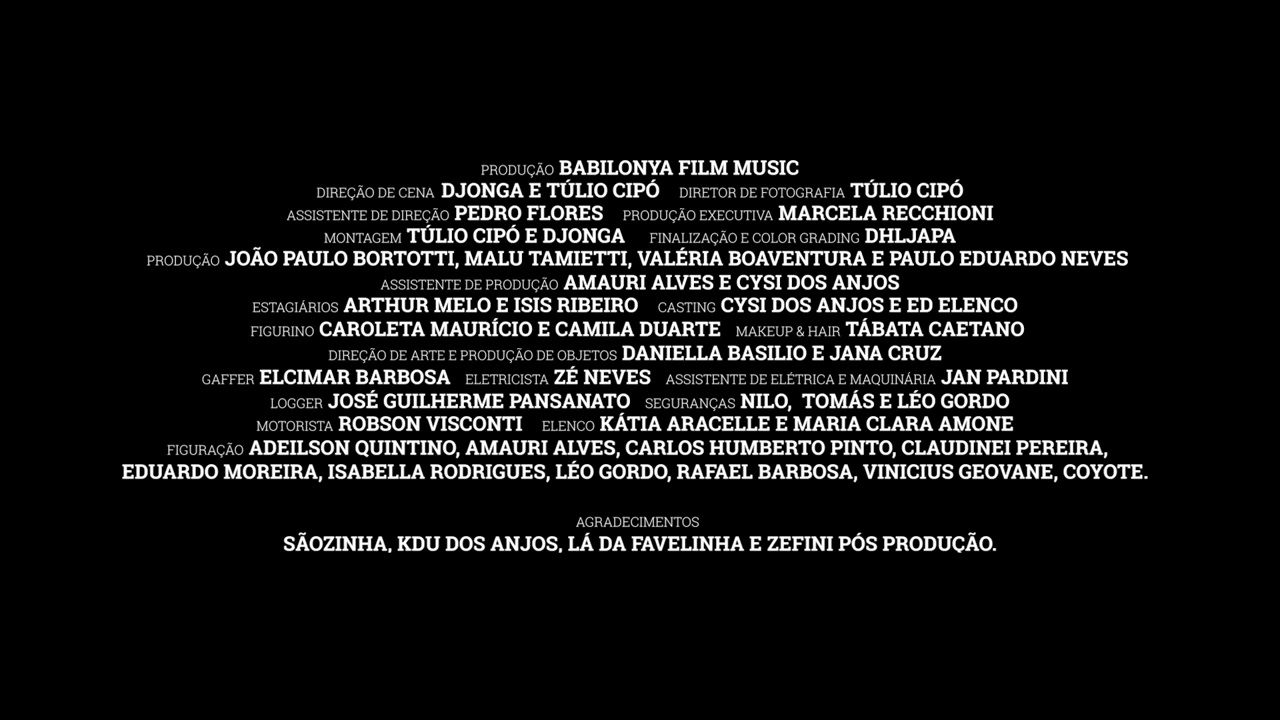 PRODUÇÃO BABILONYA FILM MUSIC
DIREÇÃO DE CENA DJONGA E TÚLIO CIPÓ DIRETOR DE FOTOGRAFIA TÚLIO CIPÓ
ASSISTENTE DE DIREÇÃO PEDRO FLORES PRODUÇÃO EXECUTIVA MARCELA RECCHIONI
MONTAGEM TÚLIO CIPÓ E DJONGA FINALIZAÇÃO E COLOR GRADING DHLJAPA
PRODUÇÃO JOÃO PAULO BORTOTTI, MALU TAMIETTI, VALÉRIA BOAVENTURA E PAULO EDUARDO NEVES
ASSISTENTE DE PRODUÇÃO AMAURI ALVES E CYSI DOS ANJOS
ESTAGIÁRIOS ARTHUR MELO E ISIS RIBEIRO CASTING CYSI DOS ANJOS E ED ELENCO
FIGURINO CAROLETA MAURÍCIO E CAMILA DUARTE MAKEUP & HAIR TÁBATA CAETANO
DIREÇÃO DE ARTE E PRODUÇÃO DE OBJETOS DANIELLA BASILIO E JANA CRUZ
GAFFER ELCIMAR BARBOSA ELETRICISTA ZÉ NEVES ASSISTENTE DE ELÉTRICA E MAQUINÁRIA JAN PARDINI
LOGGER JOSÉ GUILHERME PANSANATO SEGURANÇAS NILO, TOMÁS E LÉO GORDO
MOTORISTA ROBSON VISCONTI ELENCO KÁTIA ARACELLE E MARIA CLARA AMONE
FIGURAÇÃO ADEILSON QUINTINO, AMAURI ALVES, CARLOS HUMBERTO PINTO, CLAUDINEI PEREIRA,
EDUARDO MOREIRA, ISABELLA RODRIGUES, LÉO GORDO, RAFAEL BARBOSA, VINICIUS GEOVANE, COYOTE.
AGRADECIMENTOS
SÃOZINHA, KDU DOS ANJOS, LÁ DA FAVELINHA E ZEFINI PÓS PRODUÇÃO.